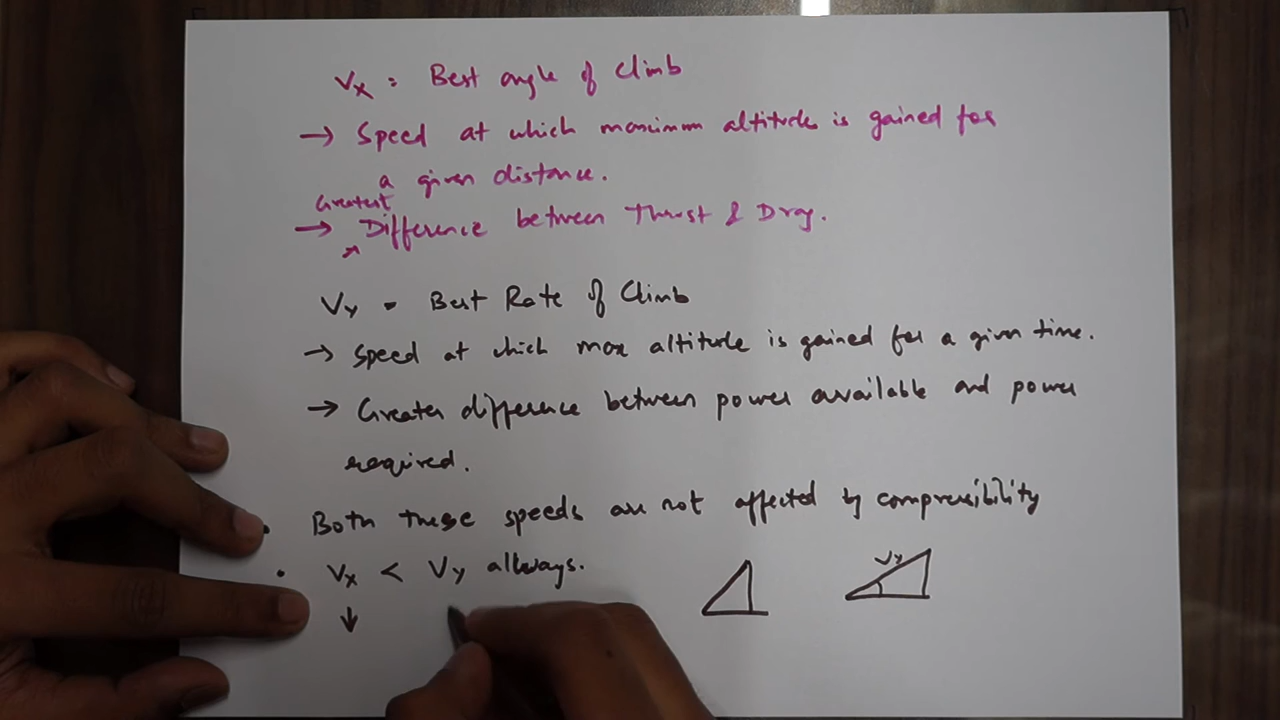 Vx = Best angle of Climb
→ Speed at which maximum altitude is gained for
a given distance.
Greatest
→ Difference between Thrust & Drag.
Vy = Best Rate of Climb
→ Speed at which max altitude is gained for a given time.
→ Greater difference between power available and power
required.
• Both these speeds are not affected by compressibility
• Vx < Vy always.
Vy
↓